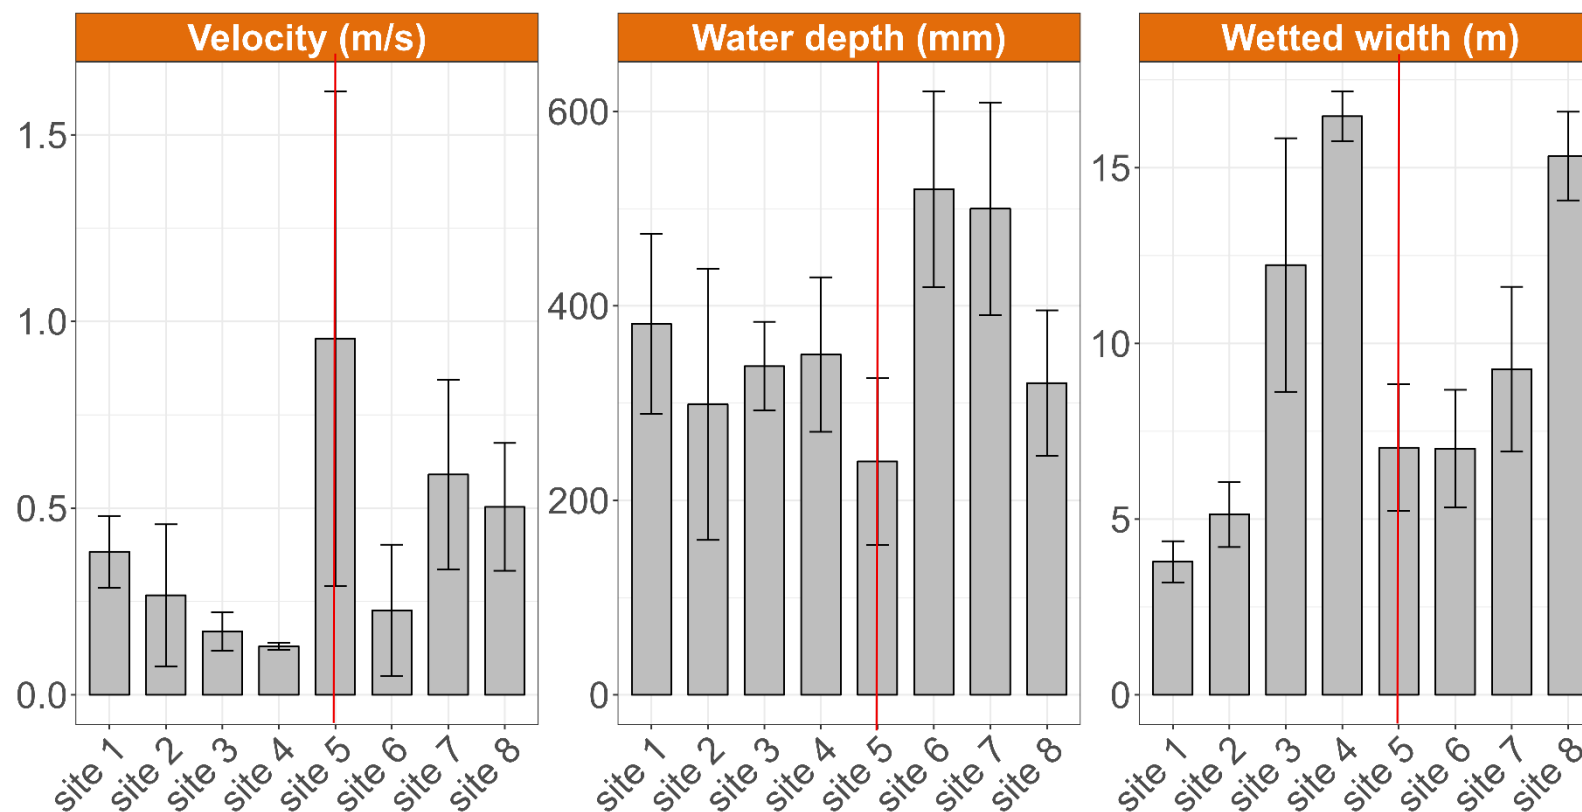 Velocity (m/s)
1.5
1.0
0.5
0.0
site 1
site 2
site 3
site 4
site 5
site 6
site 7
site 8
Water depth (mm)
600
400
200
0
site 1
site 2
site 3
site 4
site 5
site 6
site 7
site 8
Wetted width (m)
15
10
5
0
site 1
site 2
site 3
site 4
site 5
site 6
site 7
site 8